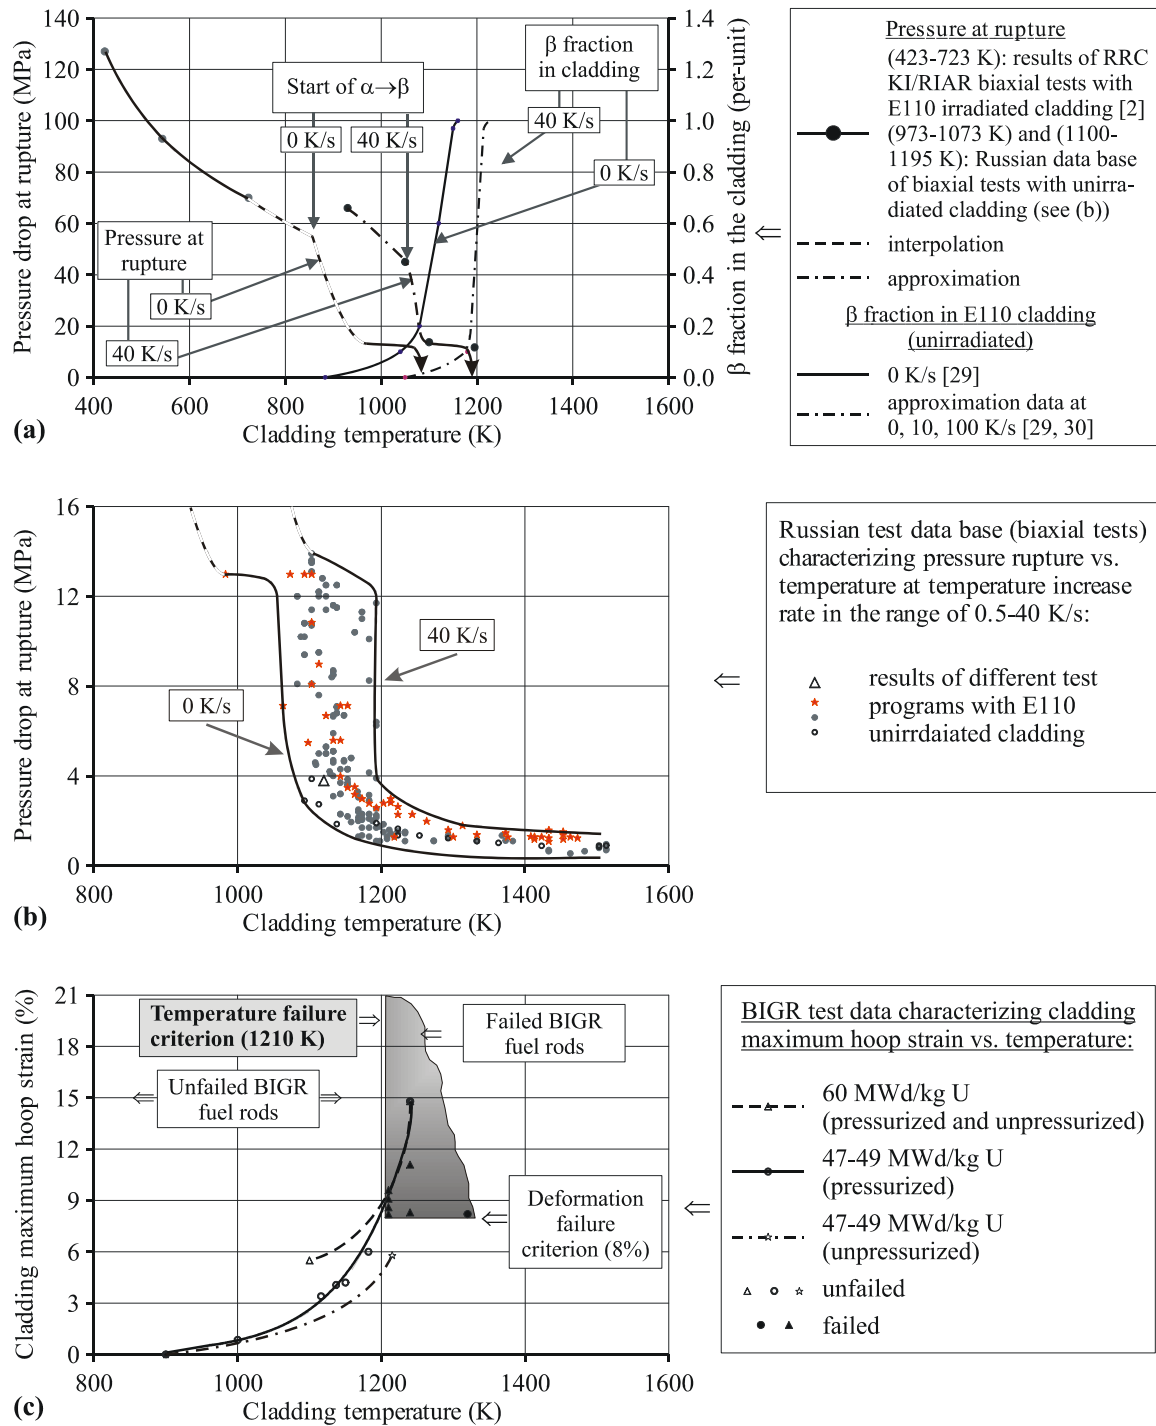 140
120
100
80
60
40
20
0
Pressure drop at rupture (MPa)
400
600
800
1000
1200
1400
1600
Cladding temperature (K)
1.4
1.2
1.0
0.8
0.6
0.4
0.2
0.0
β fraction in the cladding (per-unit)
Start of α→β
0 K/s
40 K/s
β fraction
in cladding
40 K/s
0 K/s
Pressure at
rupture
0 K/s
40 K/s
(a)
Pressure at rupture
(423-723 K): results of RRC
KI/RIAR biaxial tests with
E110 irradiated cladding [2]
(973-1073 K) and (1100-
1195 K): Russian data base
of biaxial tests with unirra-
diated cladding (see (b))
interpolation
approximation
β fraction in E110 cladding
(unirradiated)
0 K/s [29]
approximation data at
0, 10, 100 K/s [29, 30]
⇐
16
12
8
4
0
Pressure drop at rupture (MPa)
800
1000
1200
1400
1600
Cladding temperature (K)
0 K/s
40 K/s
(b)
⇐
Russian test data base (biaxial tests)
characterizing pressure rupture vs.
temperature at temperature increase
rate in the range of 0.5-40 K/s:
results of different test
programs with E110
unirrdaiated cladding
21
18
15
12
9
6
3
0
Cladding maximum hoop strain (%)
800
1000
1200
1400
1600
Cladding temperature (K)
Temperature failure
criterion (1210 K)
Failed BIGR
fuel rods
Unfailed BIGR
fuel rods
Deformation
failure
criterion (8%)
(c)
⇐
BIGR test data characterizing cladding
maximum hoop strain vs. temperature:
60 MWd/kg U
(pressurized and unpressurized)
47-49 MWd/kg U
(pressurized)
47-49 MWd/kg U
(unpressurized)
unfailed
failed